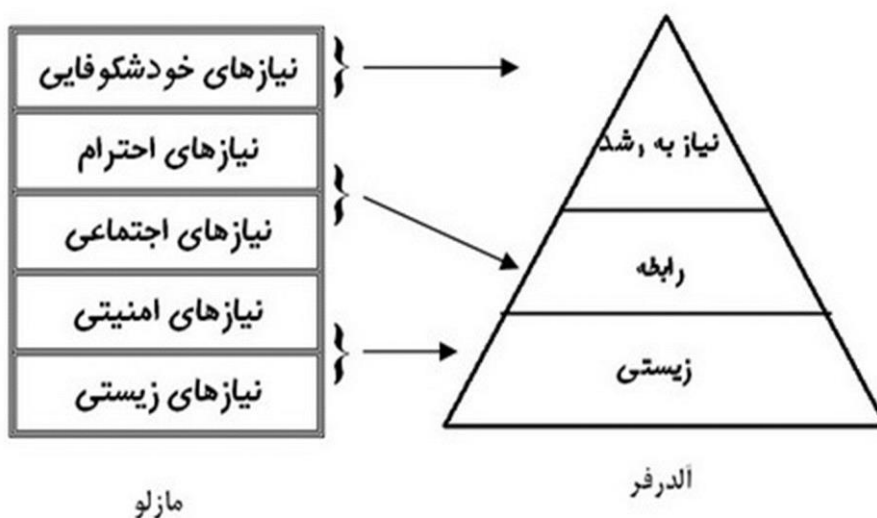 نیازهای خودشکوفایی
نیازهای احترام
نیازهای اجتماعی
نیازهای امنیتی
نیازهای زیستی
مازلو
نیاز به رشد
رابطه
زیستی
آلدرفر